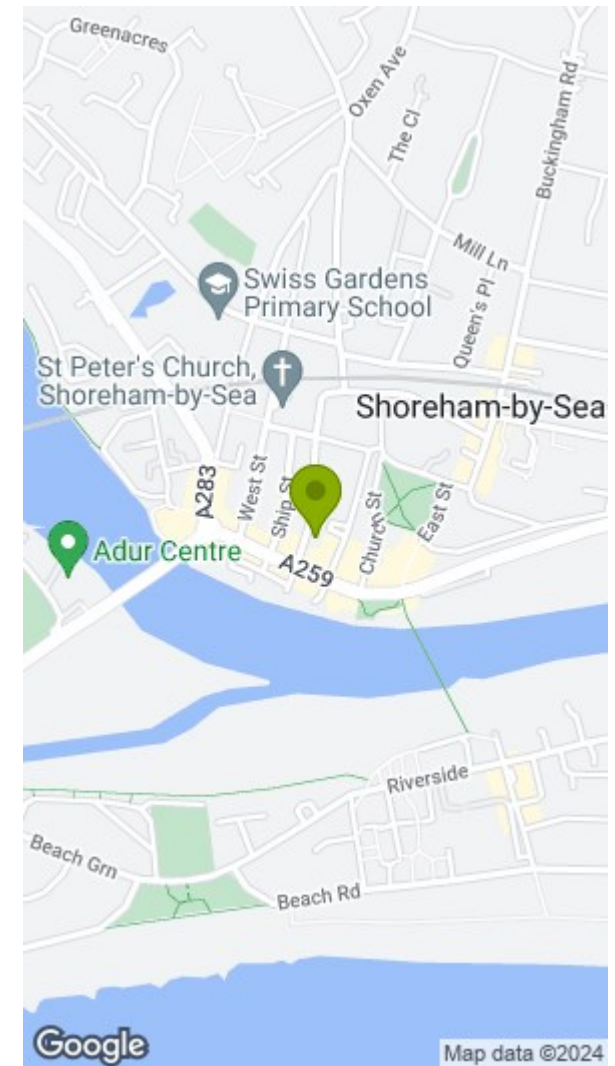 Greenacres
Oxen Ave
The Cl
Buckingham Rd
Mill Ln
Swiss Gardens
Primary School
Queen's Pl
St Peter's Church,
Shoreham-by-Sea
Shoreham-by-Sea
A283
West St
Ship St
Church St
East St
Adur Centre
A259
Riverside
Beach Grn
Beach Rd
Google
Map data ©2024